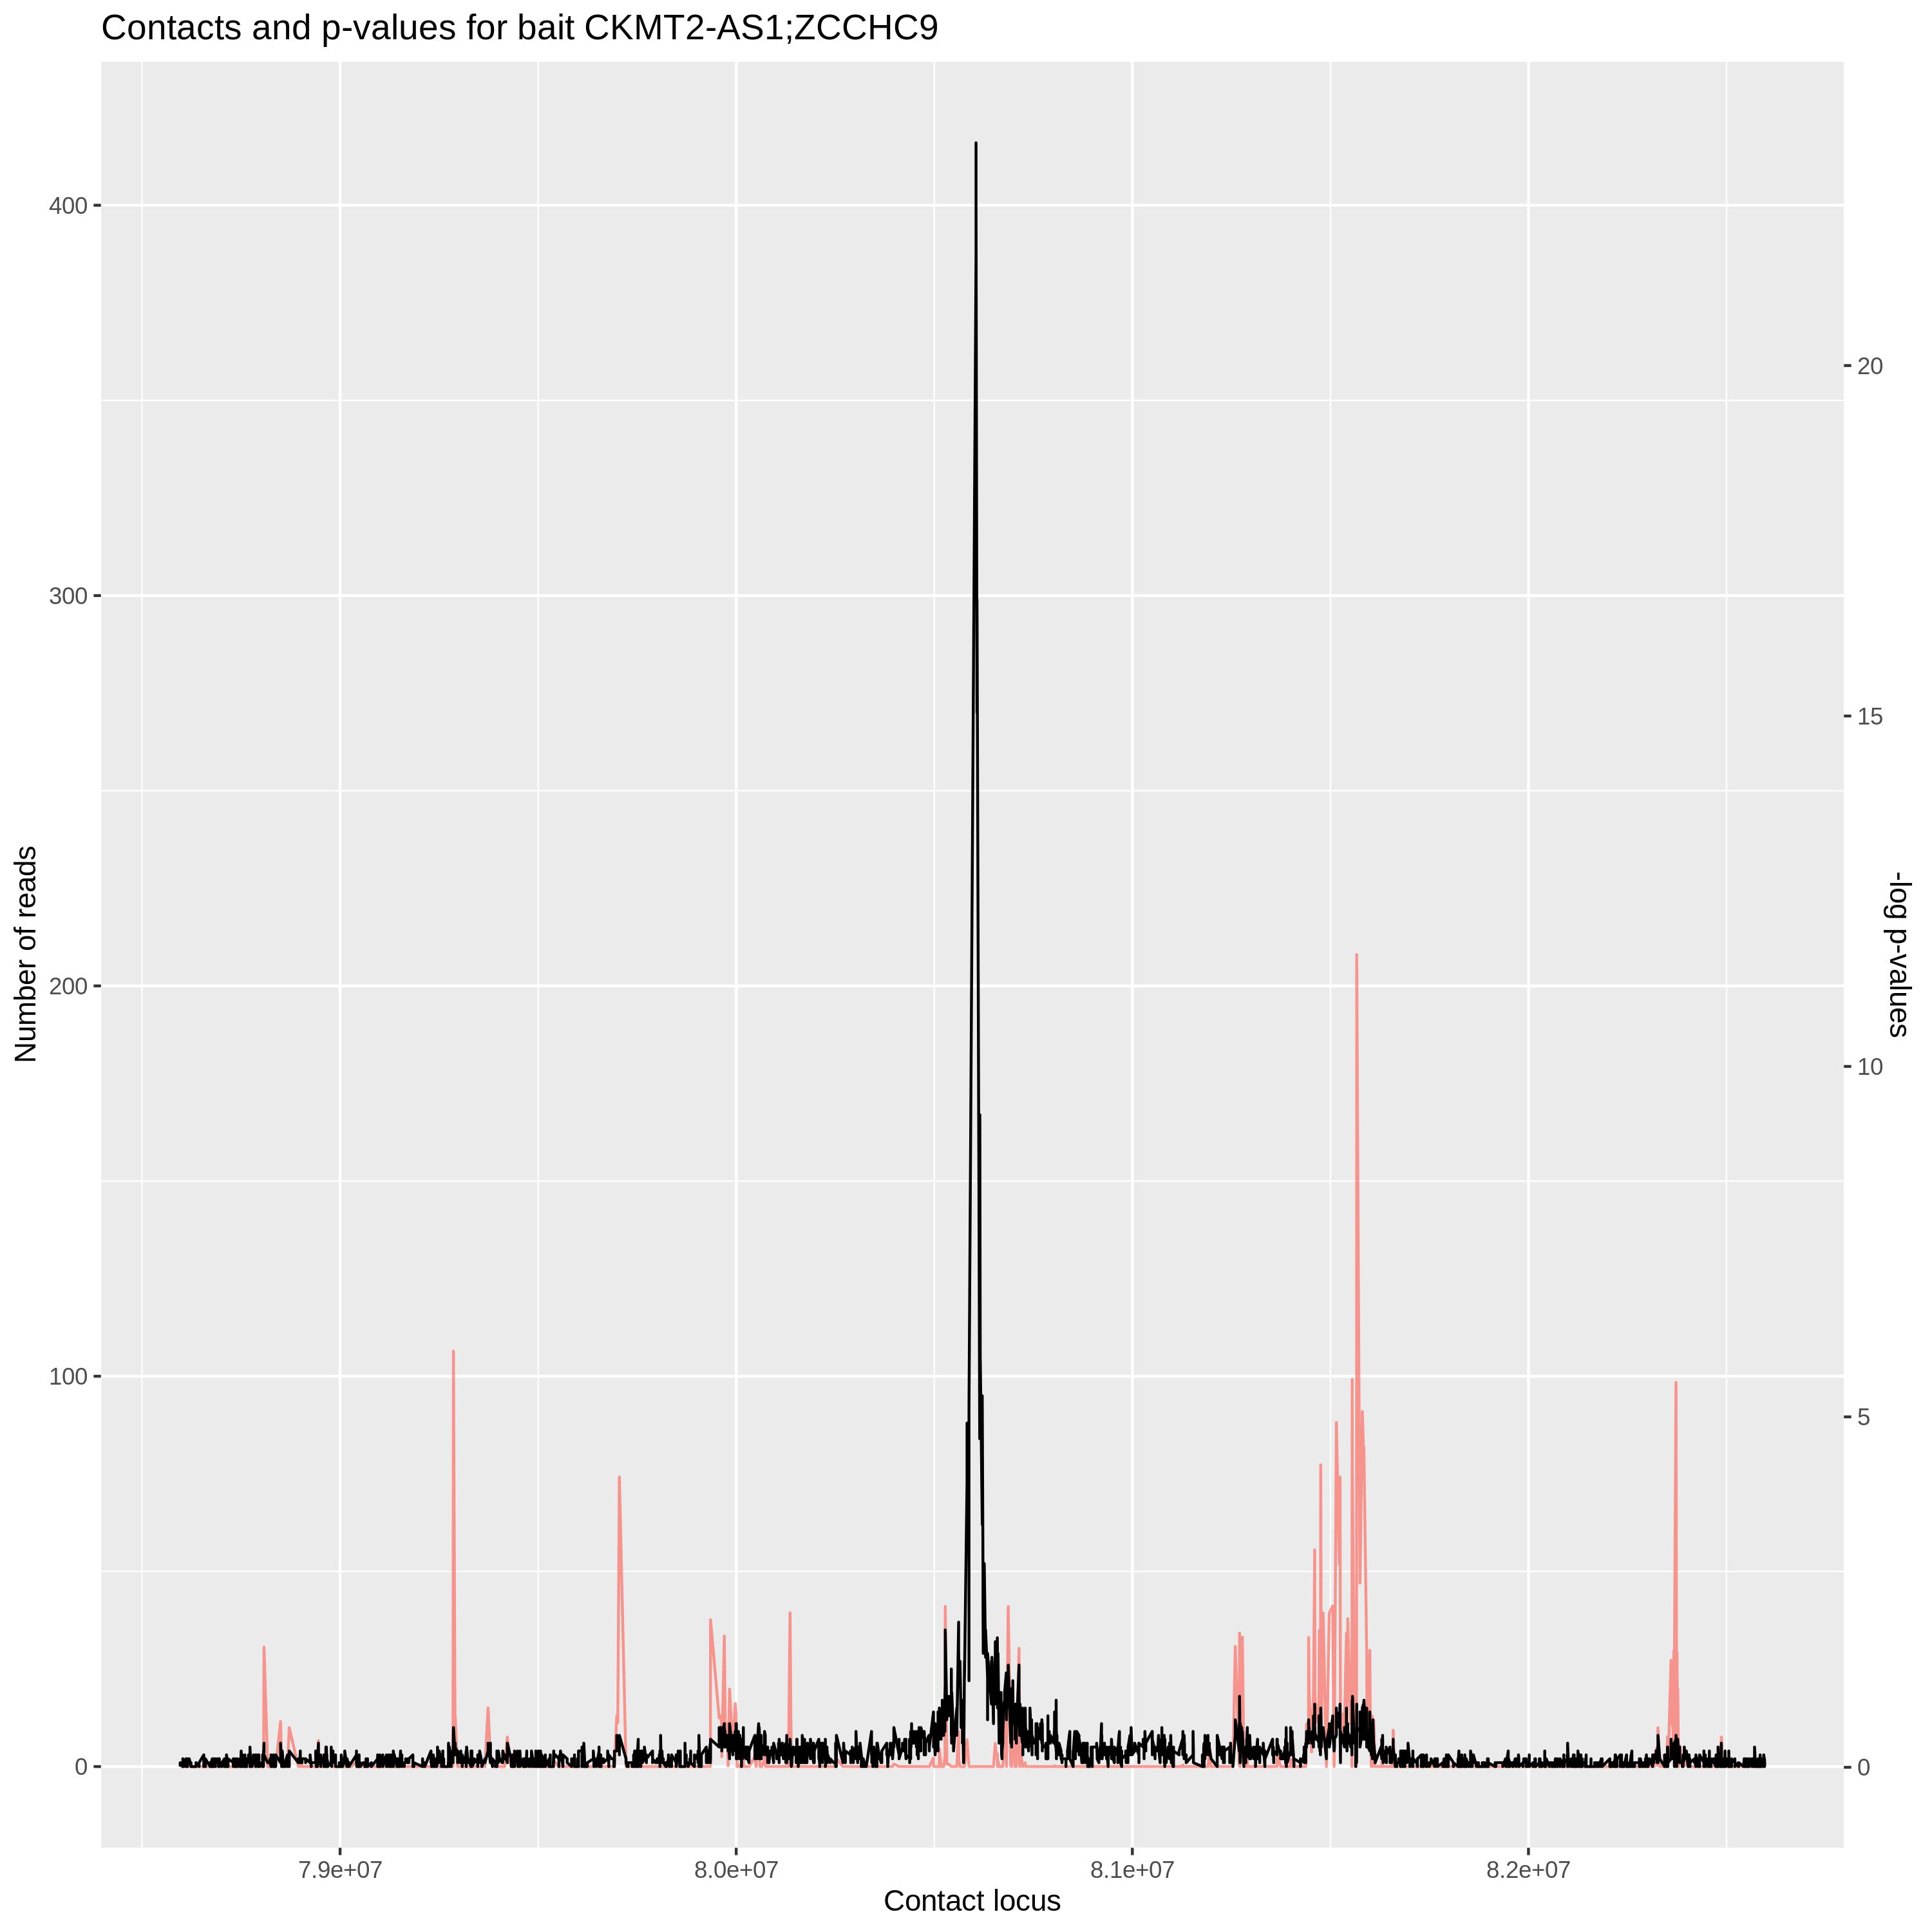 Contacts and p-values for bait CKMT2-AS1;ZCCHC9
400
300
200
100
0
Number of reads
20
15
10
5
0
-log p-values
7.9e+07 8.0e+07 8.1e+07 8.2e+07
Contact locus